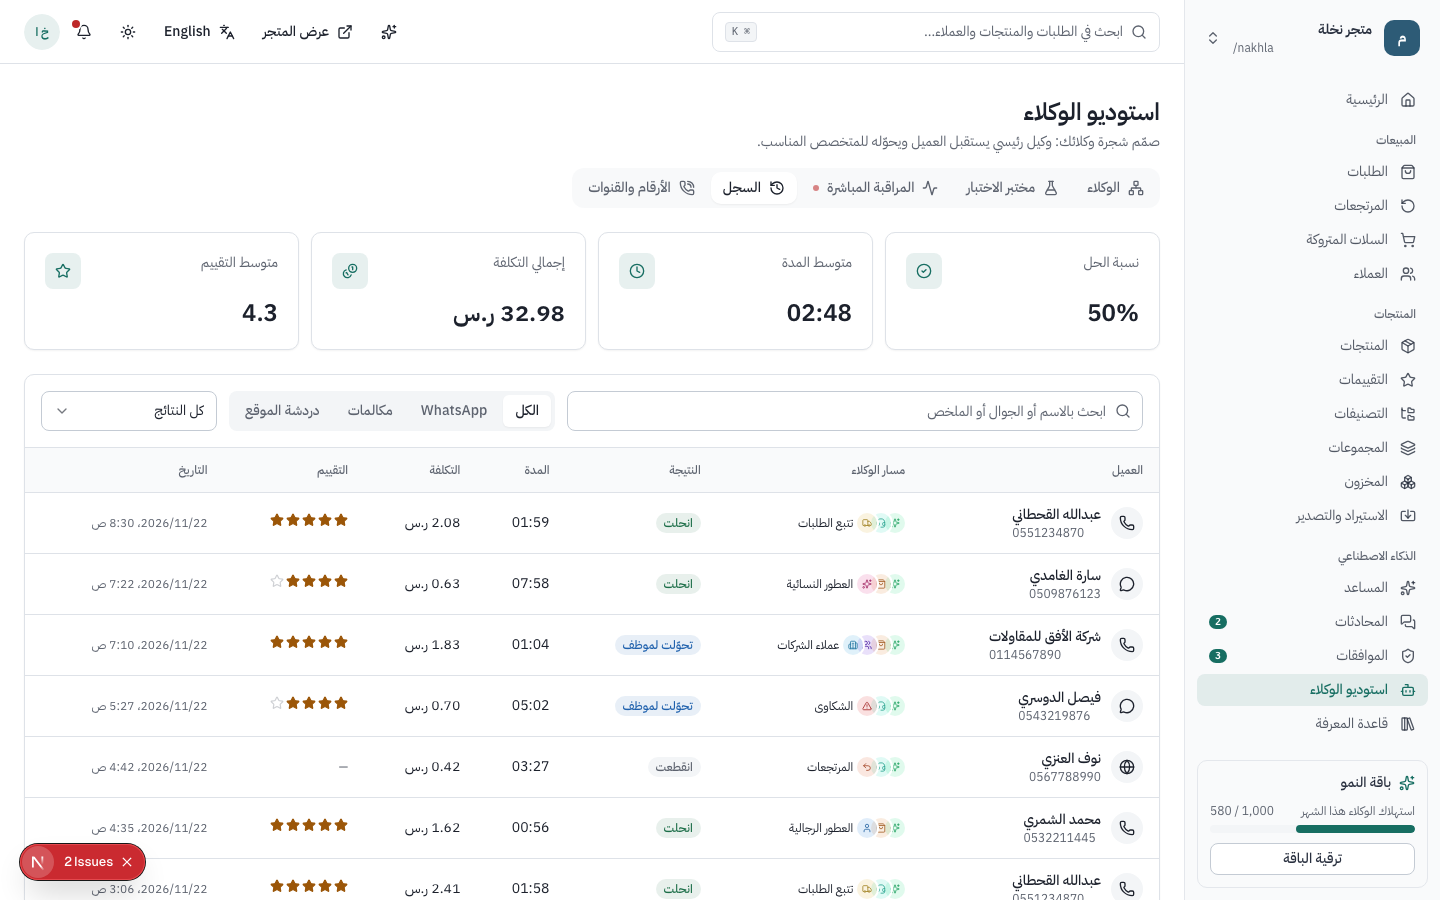 م
متجر نخلة
/nakhla
الرئيسية
المبيعات
الطلبات
المرتجعات
السلات المتروكة
العملاء
المنتجات
المنتجات
التقييمات
التصنيفات
المجموعات
المخزون
الاستيراد والتصدير
الذكاء الاصطناعي
المساعد
المحادثات 2
الموافقات 3
استوديو الوكلاء
قاعدة المعرفة
باقة النمو
استهلاك الوكلاء هذا الشهر 580 / 1,000
ترقية الباقة
ابحث في الطلبات والمنتجات والعملاء... ⌘ K
عرض المتجر
English
خ ا
استوديو الوكلاء
صمّم شجرة وكلائك: وكيل رئيسي يستقبل العميل ويحوّله للمتخصص المناسب.
الوكلاء مختبر الاختبار المراقبة المباشرة السجل الأرقام والقنوات
نسبة الحل
50%
متوسط المدة
02:48
إجمالي التكلفة
32.98 ر.س
متوسط التقييم
4.3
ابحث بالاسم أو الجوال أو الملخص
الكل WhatsApp مكالمات دردشة الموقع
كل النتائج
العميل مسار الوكلاء النتيجة المدة التكلفة التقييم التاريخ
عبدالله القحطاني
0551234870
تتبع الطلبات انحلت 01:59 2.08 ر.س 2026/11/22، 8:30 ص
سارة الغامدي
0509876123
العطور النسائية انحلت 07:58 0.63 ر.س 2026/11/22، 7:22 ص
شركة الأفق للمقاولات
0114567890
عملاء الشركات تحوّلت لموظف 01:04 1.83 ر.س 2026/11/22، 7:10 ص
فيصل الدوسري
0543219876
الشكاوى تحوّلت لموظف 05:02 0.70 ر.س 2026/11/22، 5:27 ص
نوف العنزي
0567788990
المرتجعات انقطعت 03:27 0.42 ر.س — 2026/11/22، 4:42 ص
محمد الشمري
0532211445
العطور الرجالية انحلت 00:56 1.62 ر.س 2026/11/22، 4:35 ص
عبدالله القحطاني
0551234870
تتبع الطلبات انحلت 01:58 2.41 ر.س 2026/11/22، 3:06 ص
N 2 Issues